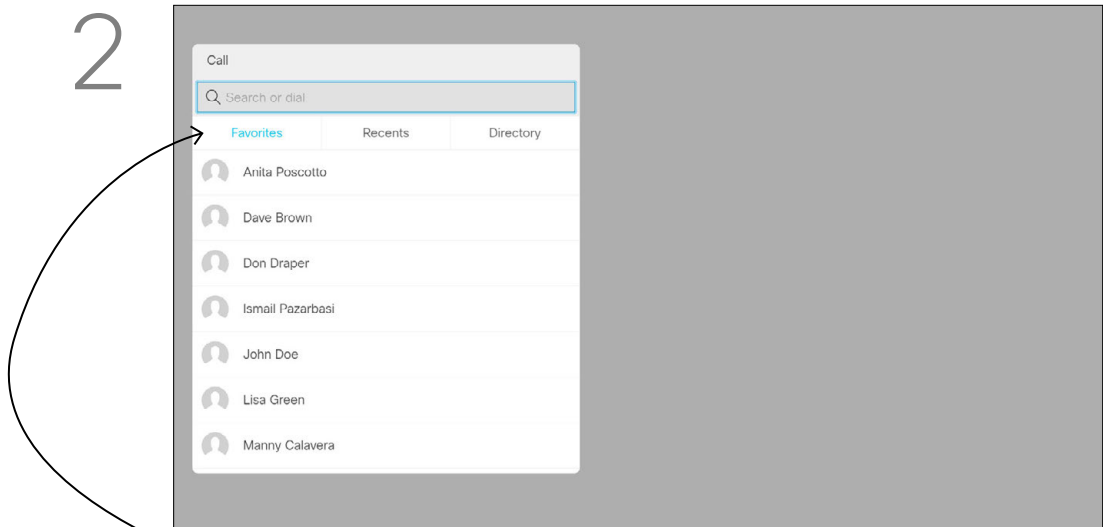 2
Call
Search or dial
Favorites Recents Directory
Anita Poscotto
Dave Brown
Don Draper
Ismail Pazarbasi
John Doe
Lisa Green
Manny Calavera